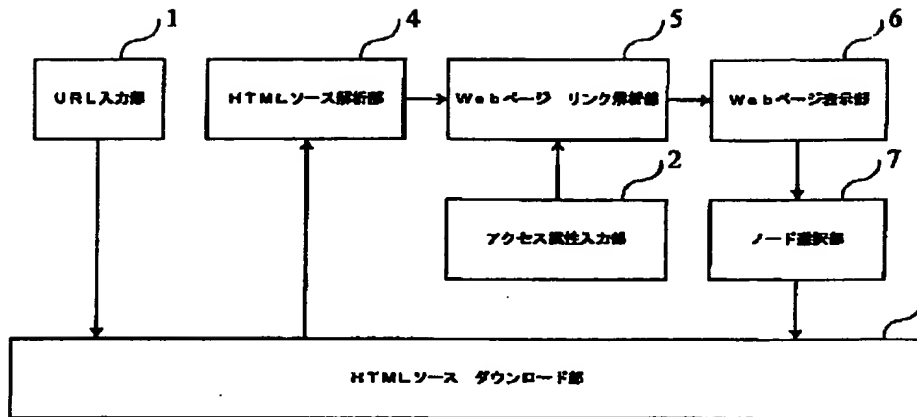 1
4
5
6
URL入力部
HTMLソース解析部
Webページ リンク解析部
Webページ表示部
2
7
アクセス属性入力部
ノード選択部
HTMLソース ダウンロード部